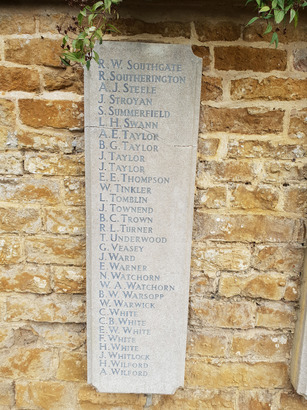 R. W. SOUTHGATE
R. SOUTHERINGTON
A. J. STEELE
J. STROYAN
S. SUMMERFIELD
L. H. SWANN
A. E. TAYLOR
B. G. TAYLOR
J. TAYLOR
J. TAYLOR
E. E. THOMPSON
W. TINKLER
L. TOMBLIN
J. TOWNEND
B. C. TROWN
R. L. TURNER
T. UNDERWOOD
G. VEASEY
J. WARD
E. WARNER
N. WATCHORN
W. A. WATCHORN
B. W. WARSOPP
W. WARWICK
C. WHITE
C. R. WHITE
E. W. WHITE
F. WHITE
H. WHITE
J. WHITLOCK
H. WILFORD
A. WILFORD